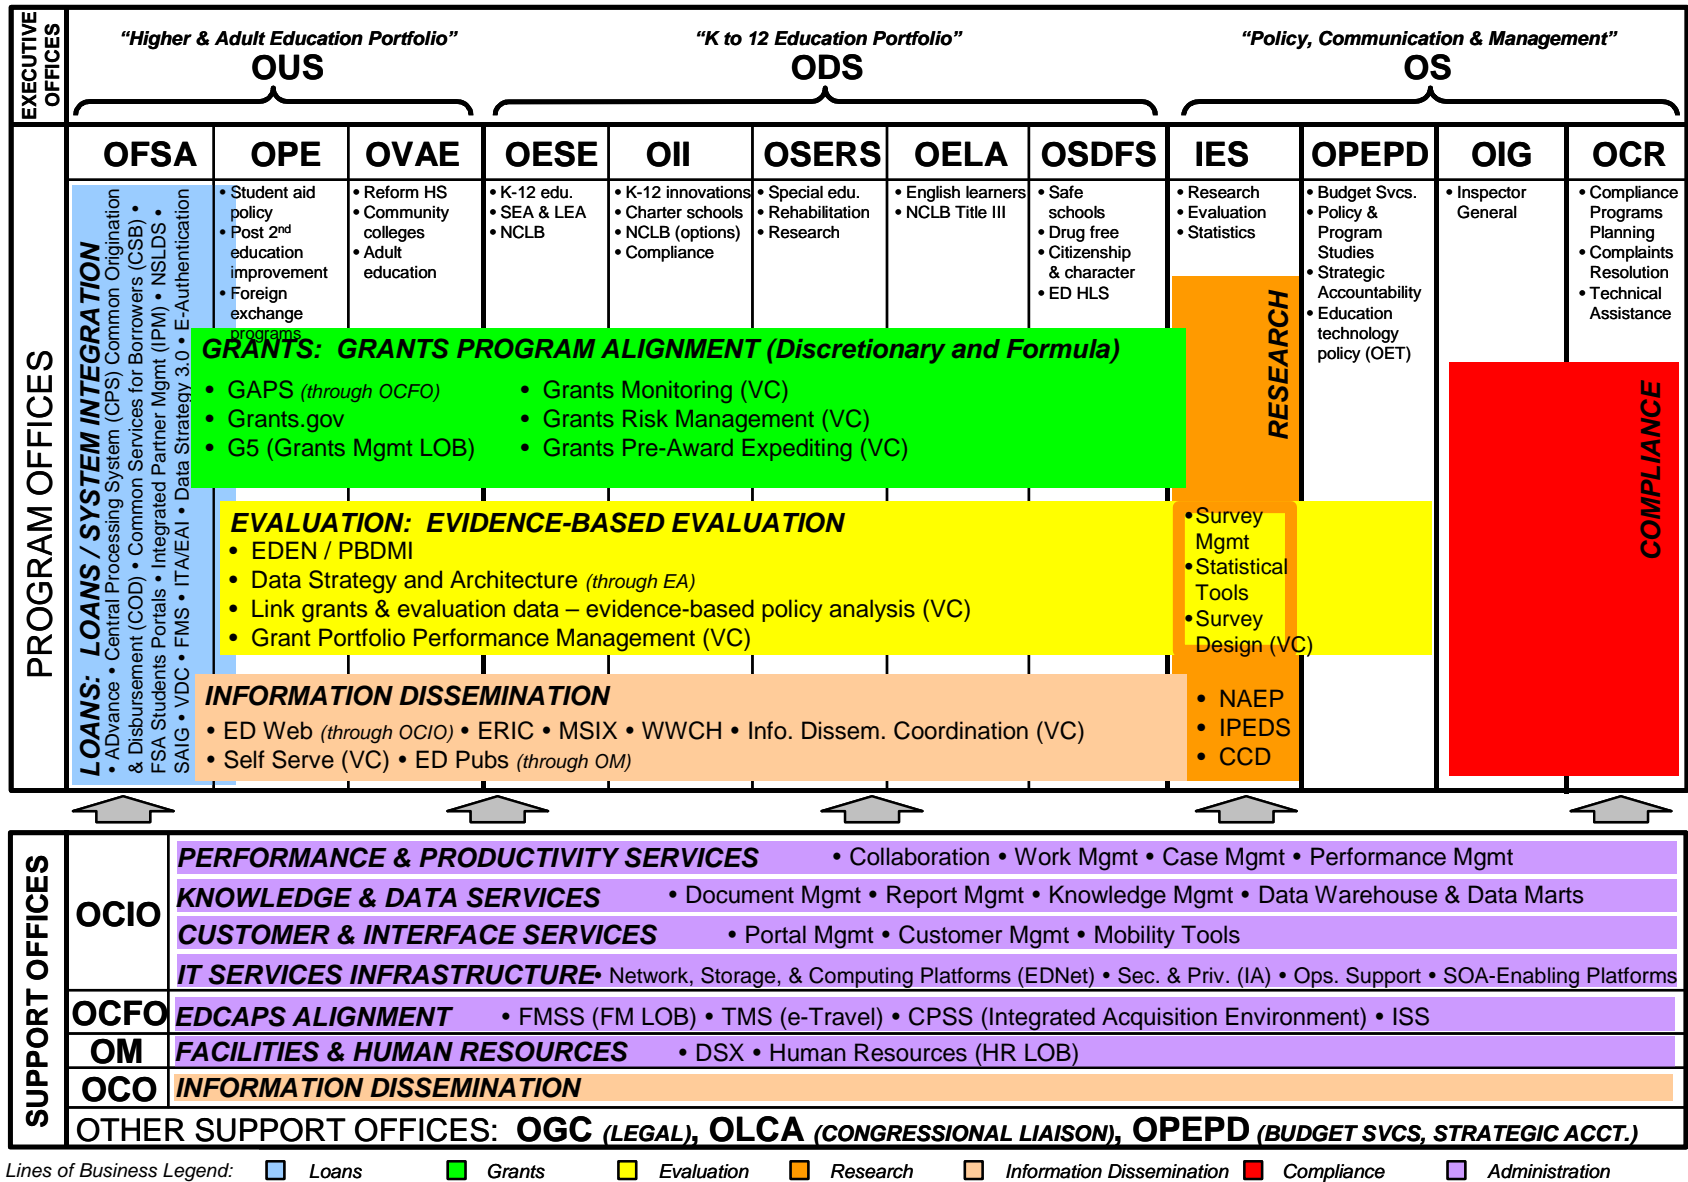 EXECUTIVE
OFFICES
“Higher & Adult Education Portfolio”
OUS
“K to 12 Education Portfolio”
ODS
“Policy, Communication & Management”
OS
PROGRAM OFFICES
OFSA
OPE
OVAE
OESE
OII
OSERS
OELA
OSDFS
IES
OPEPD
OIG
OCR
LOANS: LOANS / SYSTEM INTEGRATION
• ADvance • Central Processing System (CPS) Common Origination
& Disbursement (COD) • Common Services for Borrowers (CSB) •
FSA Students Portals • Integrated Partner Mgmt (IPM) • NSLDS •
SAIG • VDC • FMS • ITA/EAI • Data Strategy 3.0 • E-Authentication
• Student aid
policy
• Post 2nd
education
improvement
• Foreign
exchange
programs
• Reform HS
• Community
colleges
• Adult
education
• K-12 edu.
• SEA & LEA
• NCLB
• K-12 innovations
• Charter schools
• NCLB (options)
• Compliance
• Special edu.
• Rehabilitation
• Research
• English learners
• NCLB Title III
• Safe
schools
• Drug free
• Citizenship
& character
• ED HLS
• Research
• Evaluation
• Statistics
• Budget Svcs.
• Policy &
Program
Studies
• Strategic
Accountability
• Education
technology
policy (OET)
• Inspector
General
• Compliance
Programs
Planning
• Complaints
Resolution
• Technical
Assistance
GRANTS: GRANTS PROGRAM ALIGNMENT (Discretionary and Formula)
• GAPS (through OCFO)
• Grants.gov
• G5 (Grants Mgmt LOB)
• Grants Monitoring (VC)
• Grants Risk Management (VC)
• Grants Pre-Award Expediting (VC)
RESEARCH
COMPLIANCE
EVALUATION: EVIDENCE-BASED EVALUATION
• EDEN / PBDMI
• Data Strategy and Architecture (through EA)
• Link grants & evaluation data – evidence-based policy analysis (VC)
• Grant Portfolio Performance Management (VC)
• Survey
Mgmt
• Statistical
Tools
• Survey
Design (VC)
INFORMATION DISSEMINATION
• ED Web (through OCIO) • ERIC • MSIX • WWCH • Info. Dissem. Coordination (VC)
• Self Serve (VC) • ED Pubs (through OM)
• NAEP
• IPEDS
• CCD
SUPPORT OFFICES
OCIO
PERFORMANCE & PRODUCTIVITY SERVICES • Collaboration • Work Mgmt • Case Mgmt • Performance Mgmt
KNOWLEDGE & DATA SERVICES • Document Mgmt • Report Mgmt • Knowledge Mgmt • Data Warehouse & Data Marts
CUSTOMER & INTERFACE SERVICES • Portal Mgmt • Customer Mgmt • Mobility Tools
IT SERVICES INFRASTRUCTURE • Network, Storage, & Computing Platforms (EDNet) • Sec. & Priv. (IA) • Ops. Support • SOA-Enabling Platforms
OCFO EDCAPS ALIGNMENT • FMSS (FM LOB) • TMS (e-Travel) • CPSS (Integrated Acquisition Environment) • ISS
OM FACILITIES & HUMAN RESOURCES • DSX • Human Resources (HR LOB)
OCO INFORMATION DISSEMINATION
OTHER SUPPORT OFFICES: OGC (LEGAL), OLCA (CONGRESSIONAL LIAISON), OPEPD (BUDGET SVCS, STRATEGIC ACCT.)
Lines of Business Legend: Loans Grants Evaluation Research Information Dissemination Compliance Administration